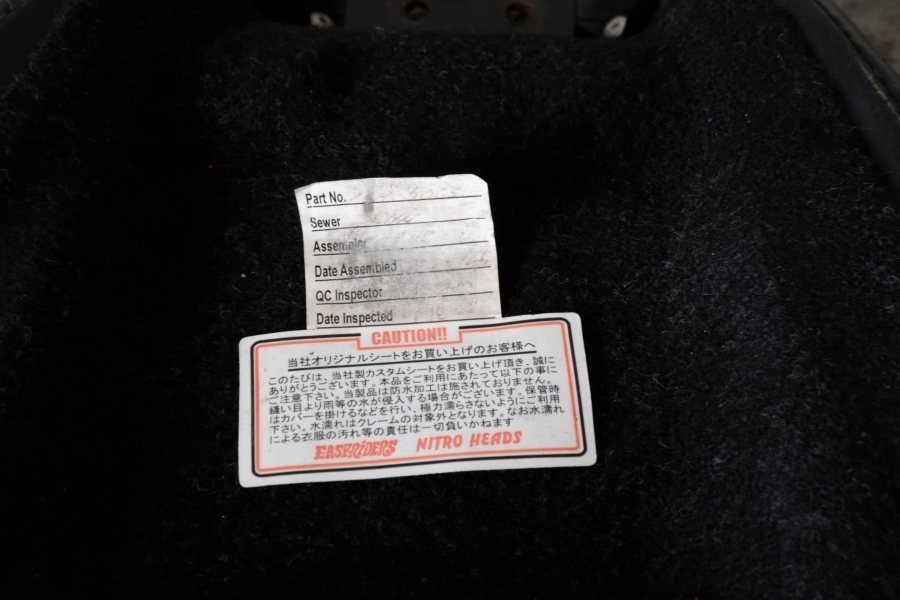 Part No.
Sewer
Assembler
Date Assembled
QC Inspector
Date Inspected
CAUTION!!
当社オリジナルシートをお買い上げのお客様へ
このたびは、当社製カスタムシートをお買い上げ頂き、誠に
ありがとうございます。本品をご利用にあたって以下の事に
ご注意下さい。当製品は防水加工は施されておりません。
縫い目より雨等の水が侵入する場合がございます。保管時
はカバーを掛けるなどを行い、極力濡らさないようにご利用
下さい。水濡れはクレームの対象外となります。なお水濡れ
による衣服の汚れ等の責任は一切負いかねます
EASYRIDERS NITRO HEADS